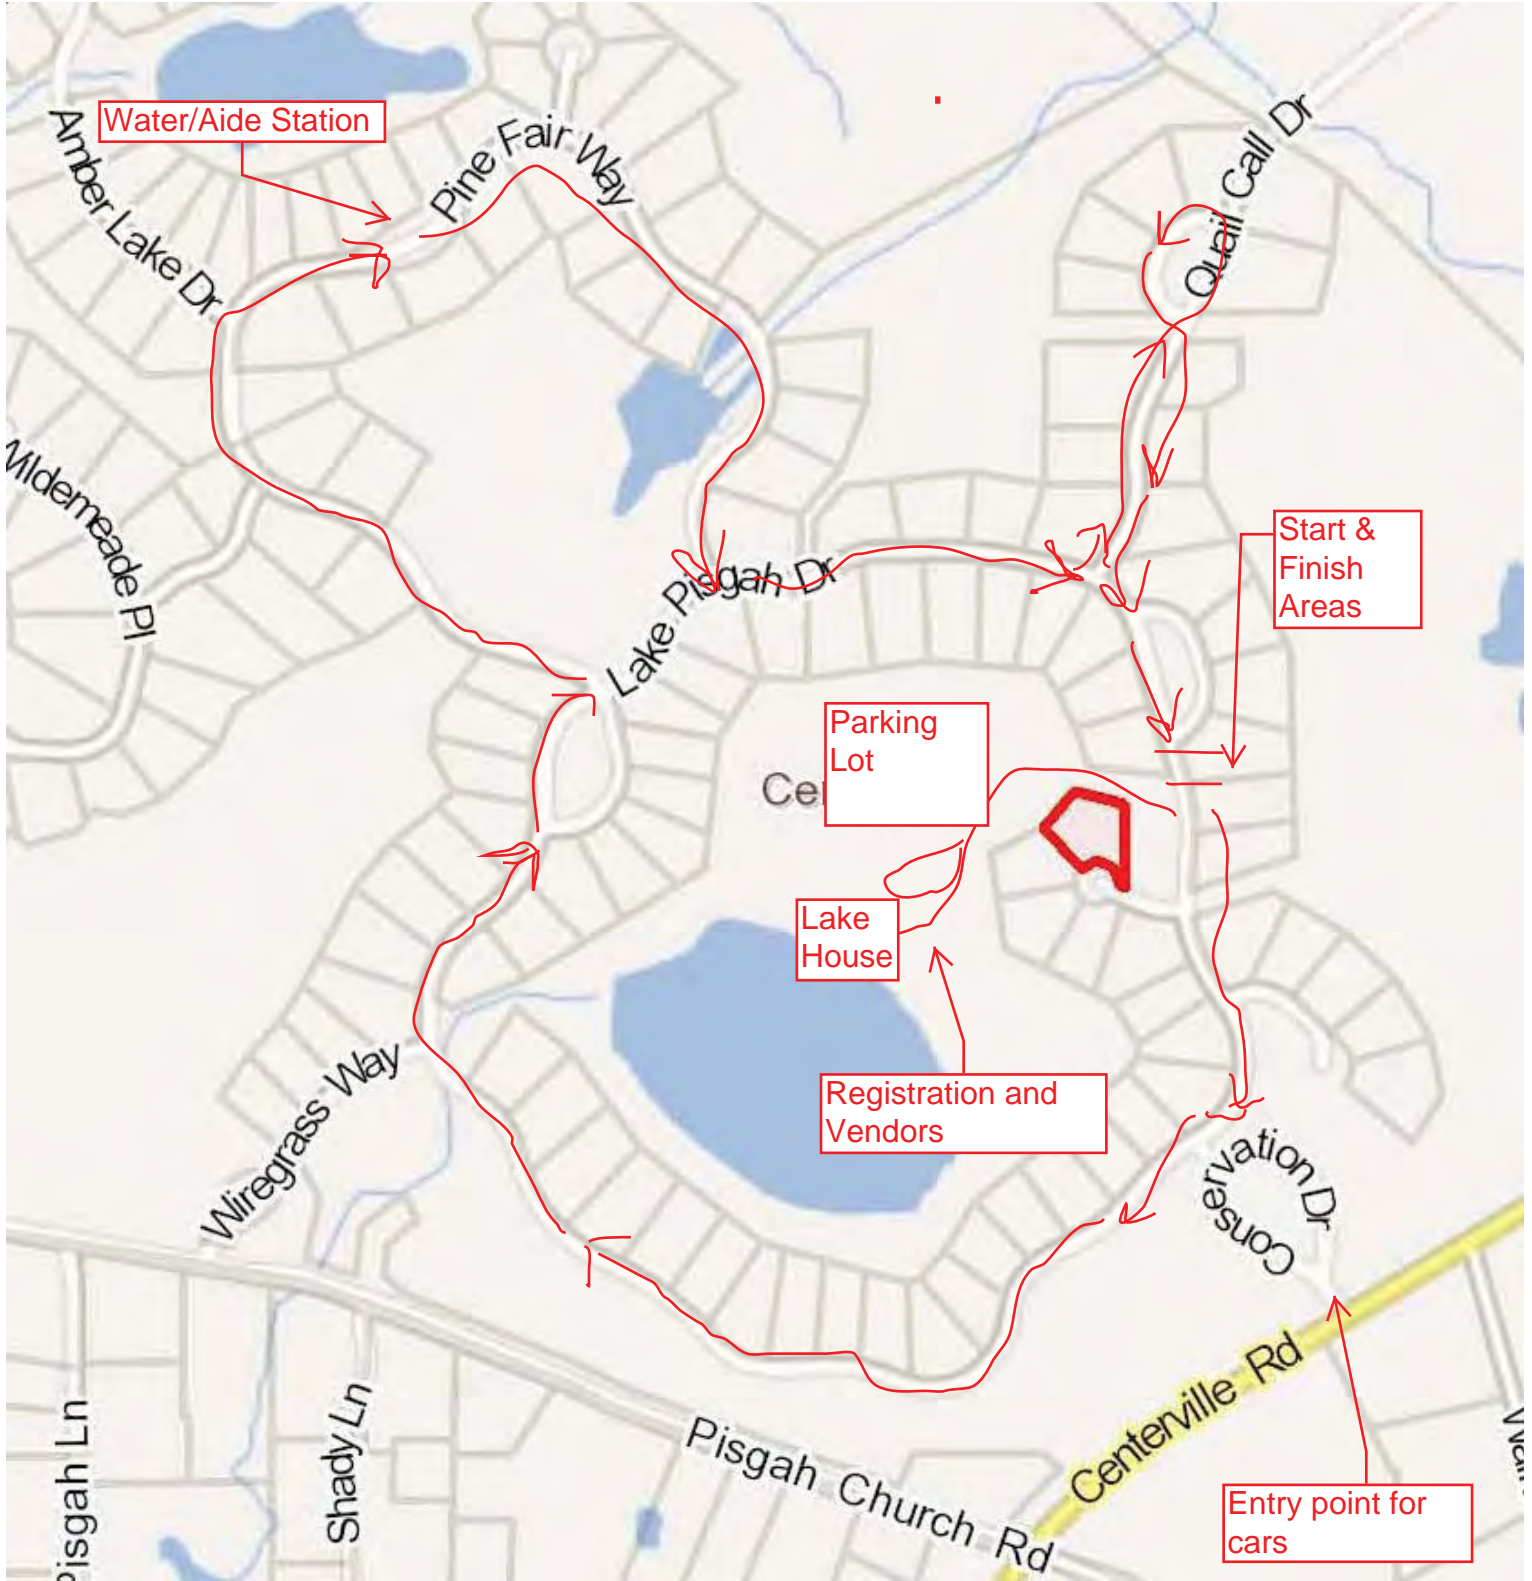 Water/Aide Station
Pine Fair Way
Amber Lake Dr
Quail Call Dr
Wildemeade Pl
Start &
Finish
Areas
Lake Pisgah Dr
Parking
Lot
Lake
House
Registration and
Vendors
Wiregrass Way
Conservation Dr
Centerville Rd
Pisgah Ln
Shady Ln
Pisgah Church Rd
Entry point for
cars